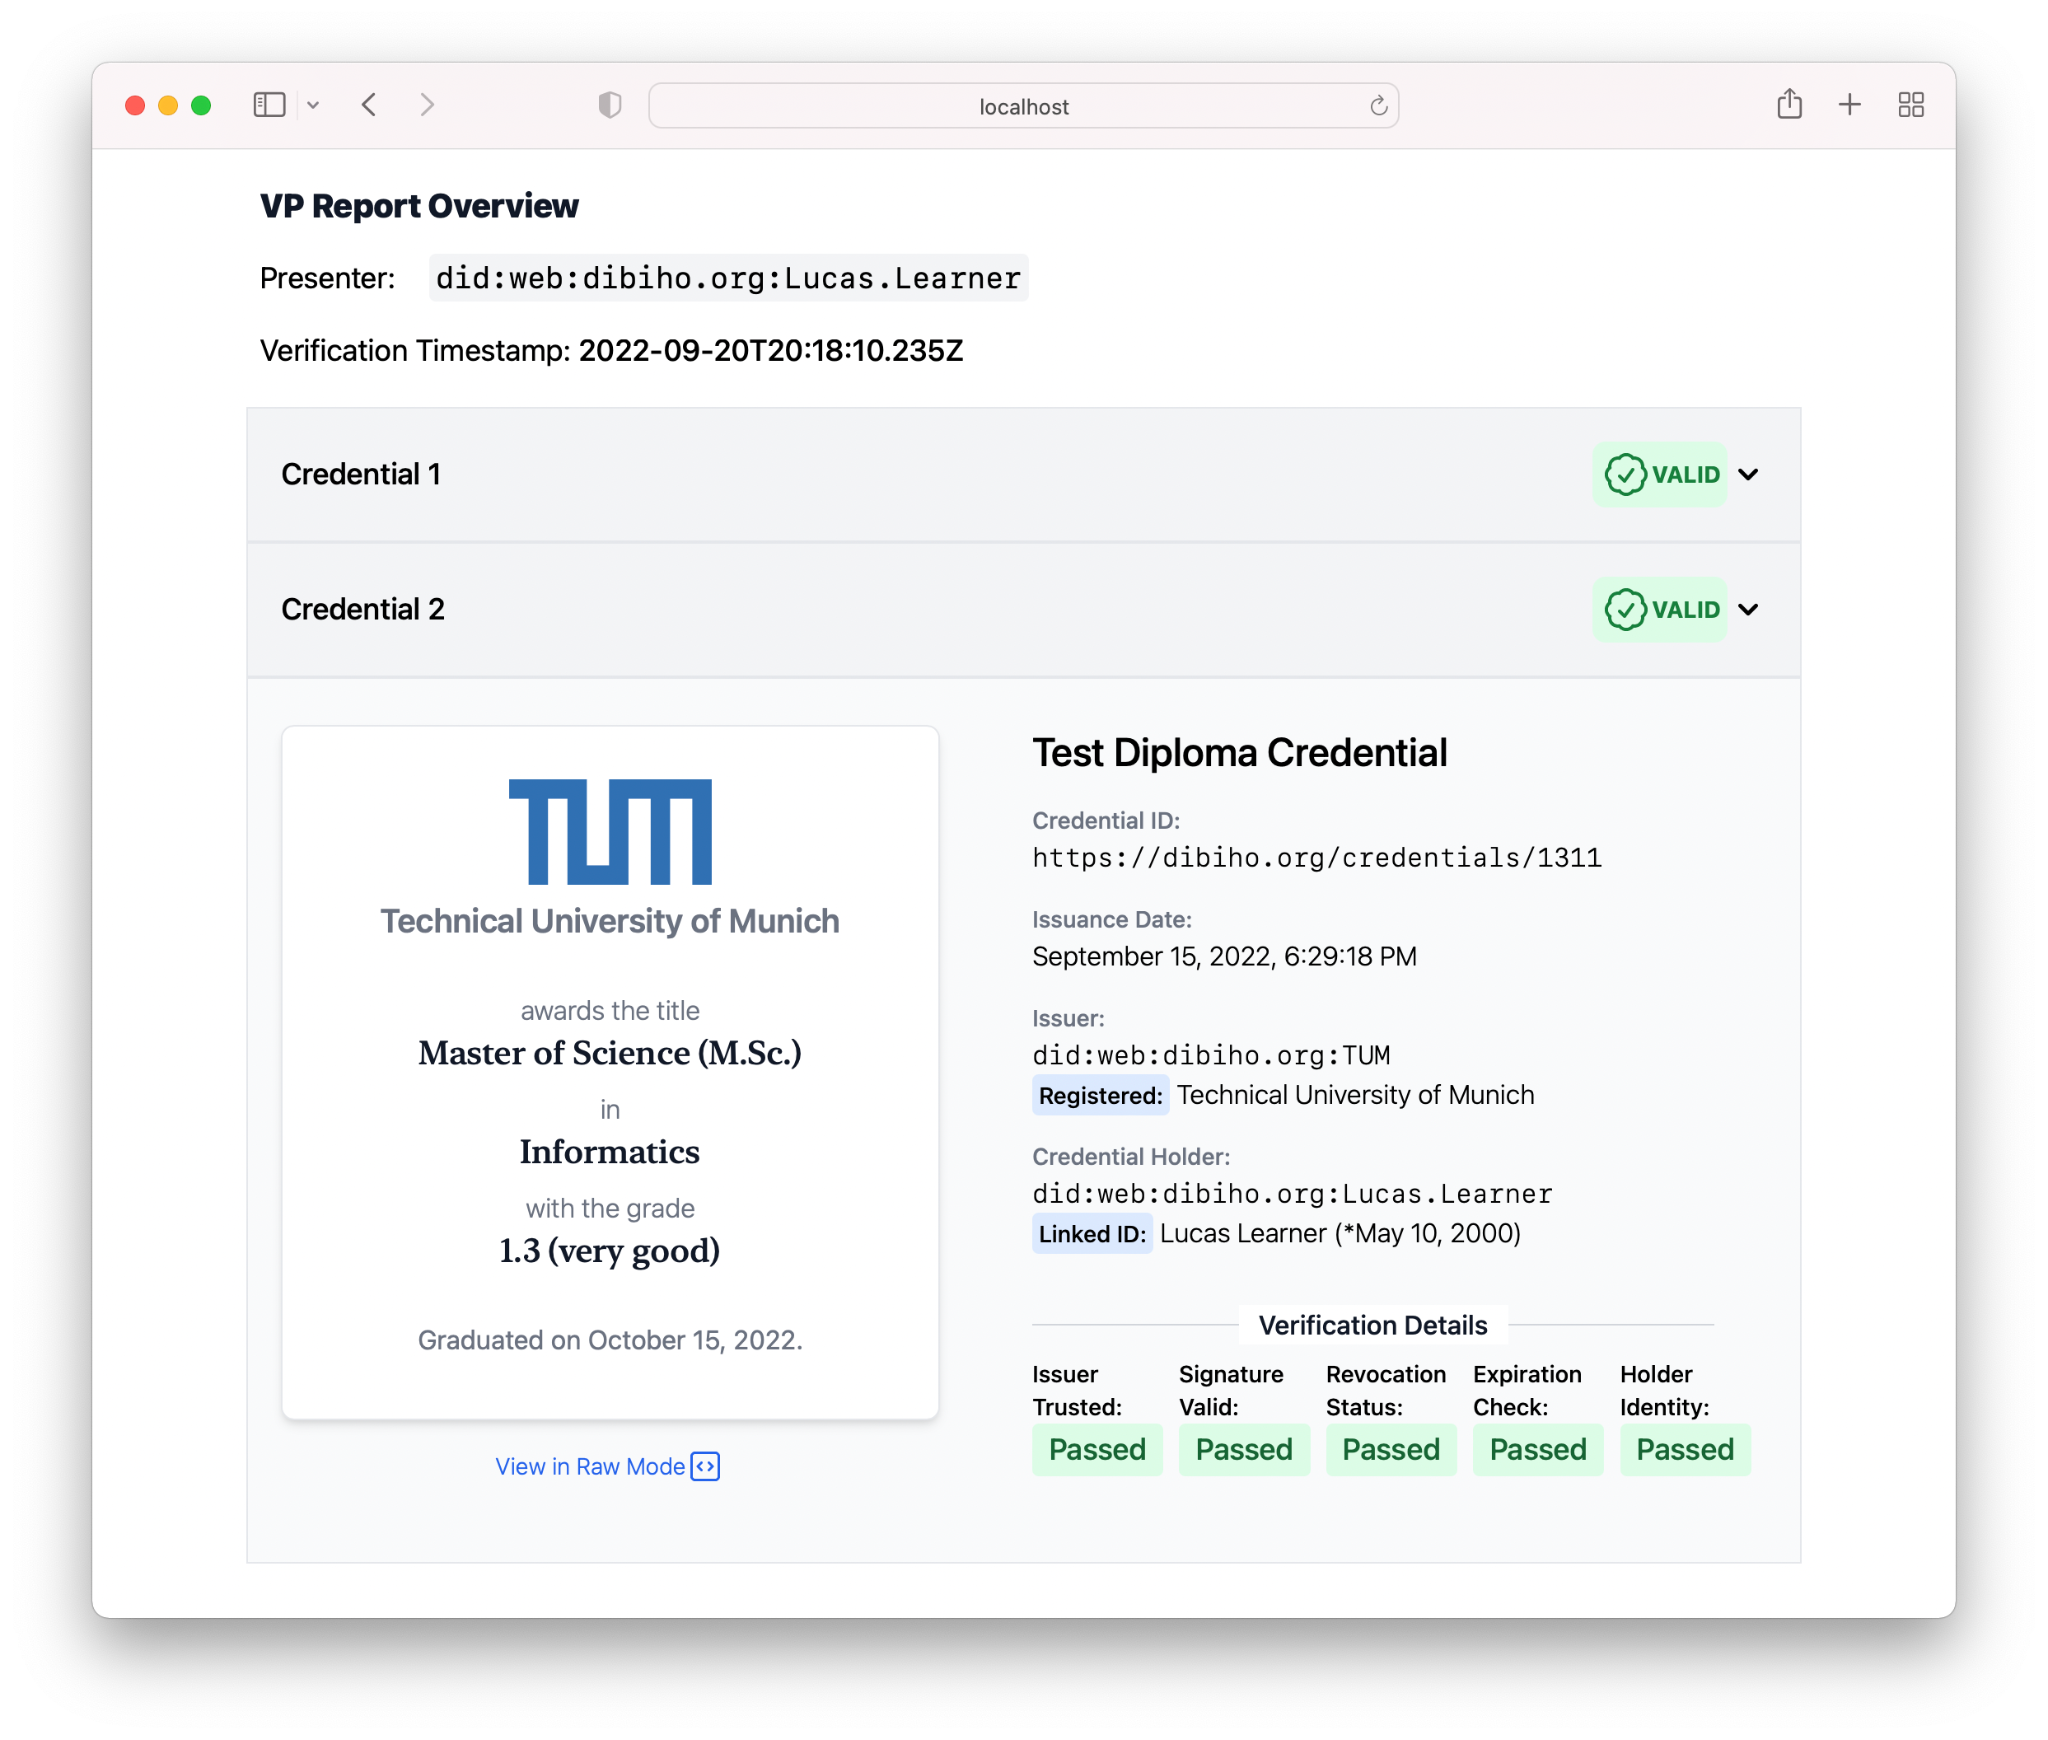 localhost
VP Report Overview
Presenter: did:web:dibiho.org:Lucas.Learner
Verification Timestamp: 2022-09-20T20:18:10.235Z
Credential 1 VALID
Credential 2 VALID
TUM
Technical University of Munich
awards the title
Master of Science (M.Sc.)
in
Informatics
with the grade
1.3 (very good)
Graduated on October 15, 2022.
View in Raw Mode
Test Diploma Credential
Credential ID:
https://dibiho.org/credentials/1311
Issuance Date:
September 15, 2022, 6:29:18 PM
Issuer:
did:web:dibiho.org:TUM
Registered: Technical University of Munich
Credential Holder:
did:web:dibiho.org:Lucas.Learner
Linked ID: Lucas Learner (*May 10, 2000)
Verification Details
Issuer Trusted: Passed
Signature Valid: Passed
Revocation Status: Passed
Expiration Check: Passed
Holder Identity: Passed